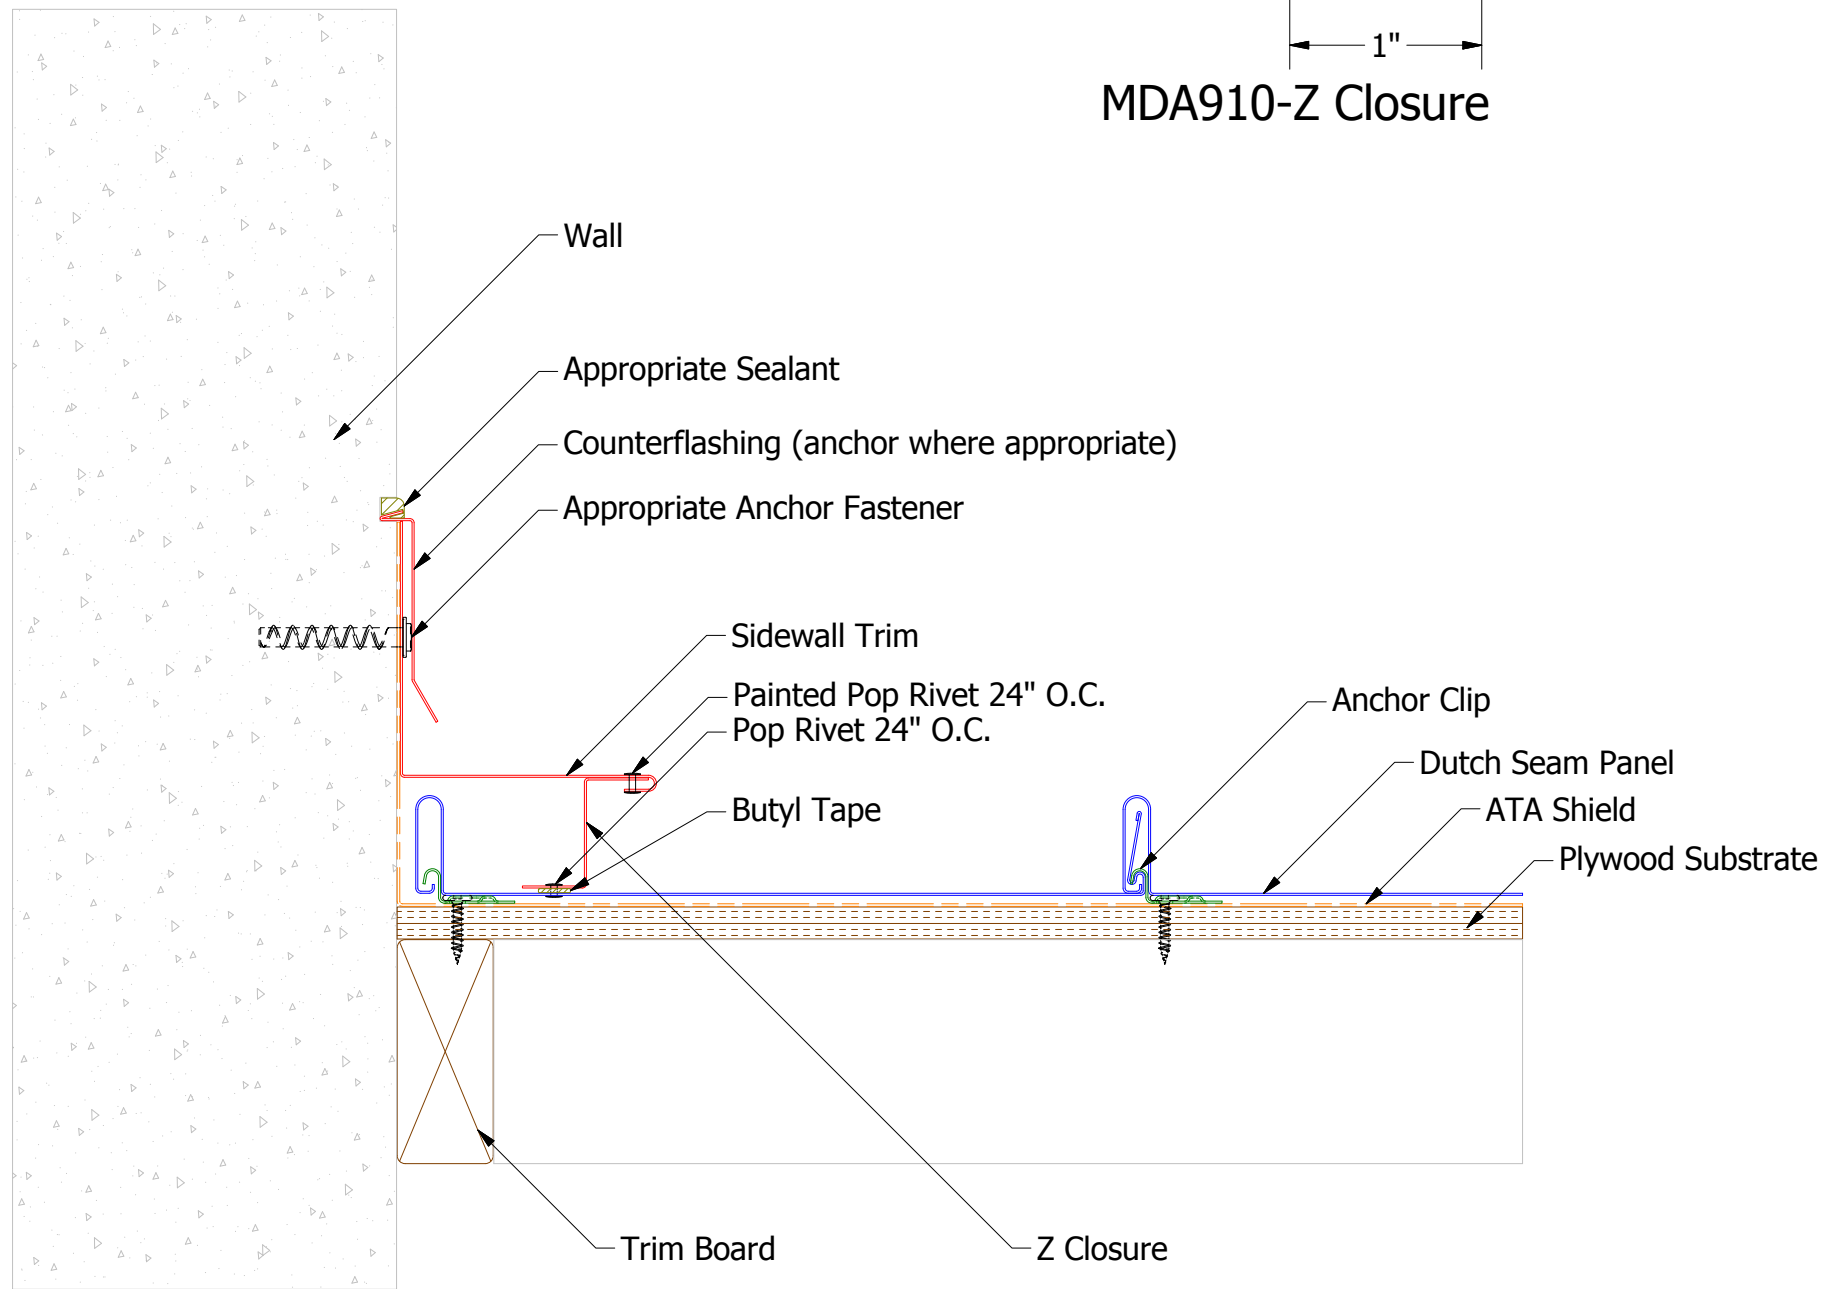 1"
MDA910-Z Closure
Wall
Appropriate Sealant
Counterflashing (anchor where appropriate)
Appropriate Anchor Fastener
Sidewall Trim
Painted Pop Rivet 24" O.C.
Pop Rivet 24" O.C.
Anchor Clip
Dutch Seam Panel
Butyl Tape
ATA Shield
Plywood Substrate
Trim Board
Z Closure